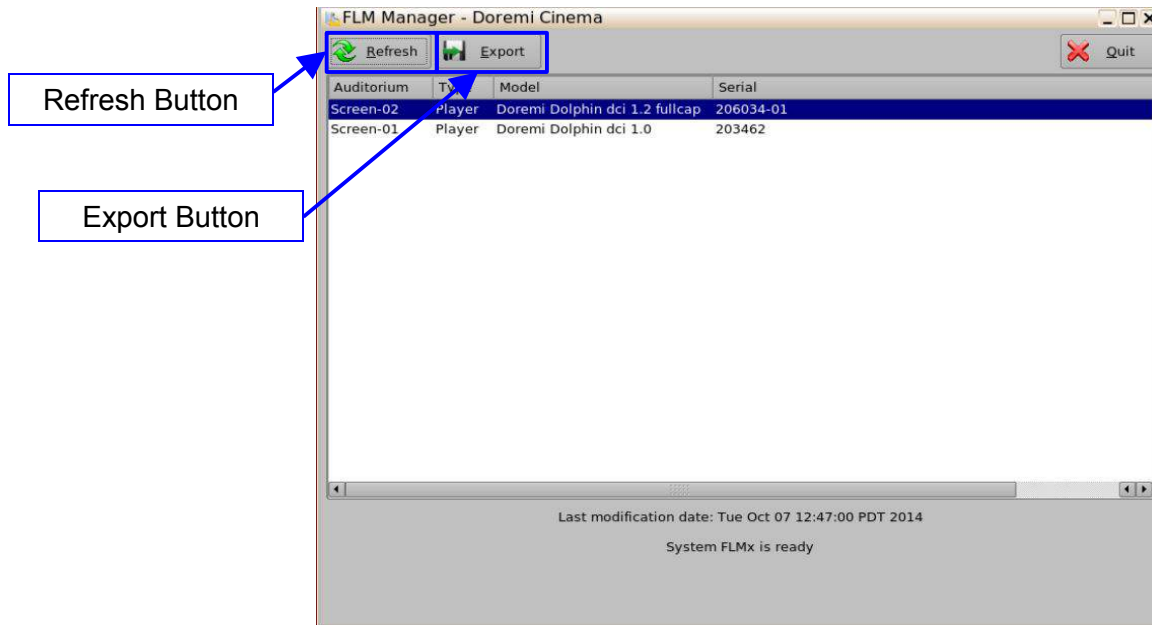 FLM Manager - Doremi Cinema
Refresh Export Quit
Refresh Button
Auditorium Type Model Serial
Screen-02 Player Doremi Dolphin dci 1.2 fullcap 206034-01
Screen-01 Player Doremi Dolphin dci 1.0 203462
Export Button
Last modification date: Tue Oct 07 12:47:00 PDT 2014
System FLMx is ready